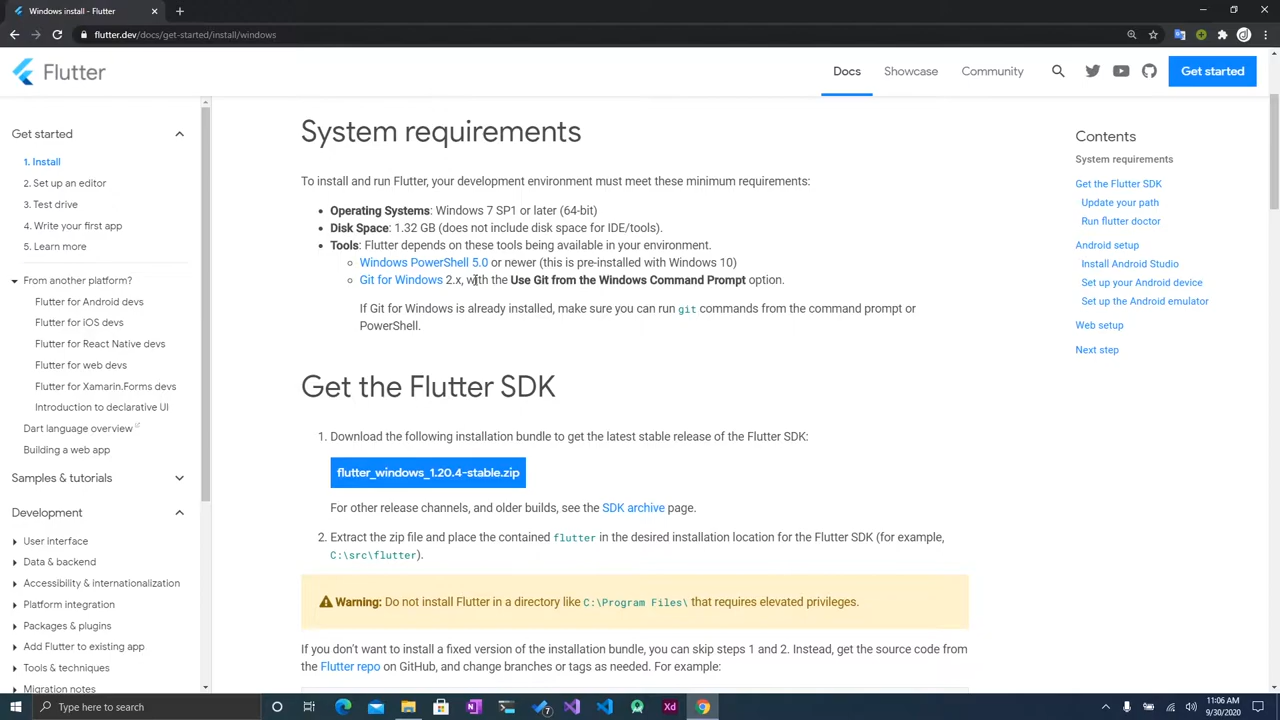 Windows install - Flutter
flutter.dev/docs/get-started/install/windows
Flutter
Docs
Showcase
Community
Get started
Get started
1. Install
2. Set up an editor
3. Test drive
4. Write your first app
5. Learn more
From another platform?
Flutter for Android devs
Flutter for iOS devs
Flutter for React Native devs
Flutter for web devs
Flutter for Xamarin.Forms devs
Introduction to declarative UI
Dart language overview
Building a web app
Samples & tutorials
Development
User interface
Data & backend
Accessibility & internationalization
Platform integration
Packages & plugins
Add Flutter to existing app
Tools & techniques
Migration notes
System requirements
To install and run Flutter, your development environment must meet these minimum requirements:
Operating Systems: Windows 7 SP1 or later (64-bit)
Disk Space: 1.32 GB (does not include disk space for IDE/tools).
Tools: Flutter depends on these tools being available in your environment.
Windows PowerShell 5.0 or newer (this is pre-installed with Windows 10)
Git for Windows 2.x, with the Use Git from the Windows Command Prompt option.
If Git for Windows is already installed, make sure you can run git commands from the command prompt or
PowerShell.
Get the Flutter SDK
1. Download the following installation bundle to get the latest stable release of the Flutter SDK:
flutter_windows_1.20.4-stable.zip
For other release channels, and older builds, see the SDK archive page.
2. Extract the zip file and place the contained flutter in the desired installation location for the Flutter SDK (for example,
C:\src\flutter).
Warning: Do not install Flutter in a directory like C:\Program Files\ that requires elevated privileges.
If you don't want to install a fixed version of the installation bundle, you can skip steps 1 and 2. Instead, get the source code from
the Flutter repo on GitHub, and change branches or tags as needed. For example:
Contents
System requirements
Get the Flutter SDK
Update your path
Run flutter doctor
Android setup
Install Android Studio
Set up your Android device
Set up the Android emulator
Web setup
Next step
Type here to search
Xd
11:06 AM
9/30/2020